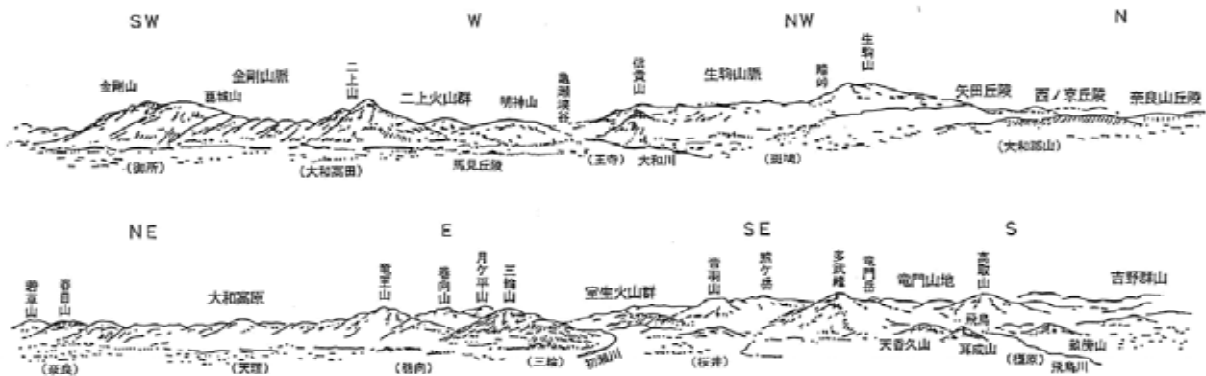 SW W NW N
金剛山
葛城山
金剛山脈
二上山
二上火山群
明神山
亀瀬渓谷
信貴山
生駒山脈
暗峠
生駒山
矢田丘陵
西ノ京丘陵
奈良山丘陵
(御所)
(大和高田)
馬見丘陵
(王寺)
大和川
(斑鳩)
(大和郡山)
NE E SE S
若草山
春日山
大和高原
竜王山
巻向山
月ケ平山
三輪山
室生火山群
音羽山
熊ケ岳
多武峰
竜門岳
竜門山地
高取山
吉野群山
(奈良)
(天理)
(巻向)
(三輪)
初瀬川
(桜井)
天香久山
耳成山
飛鳥
(橿原)
畝傍山
飛鳥川